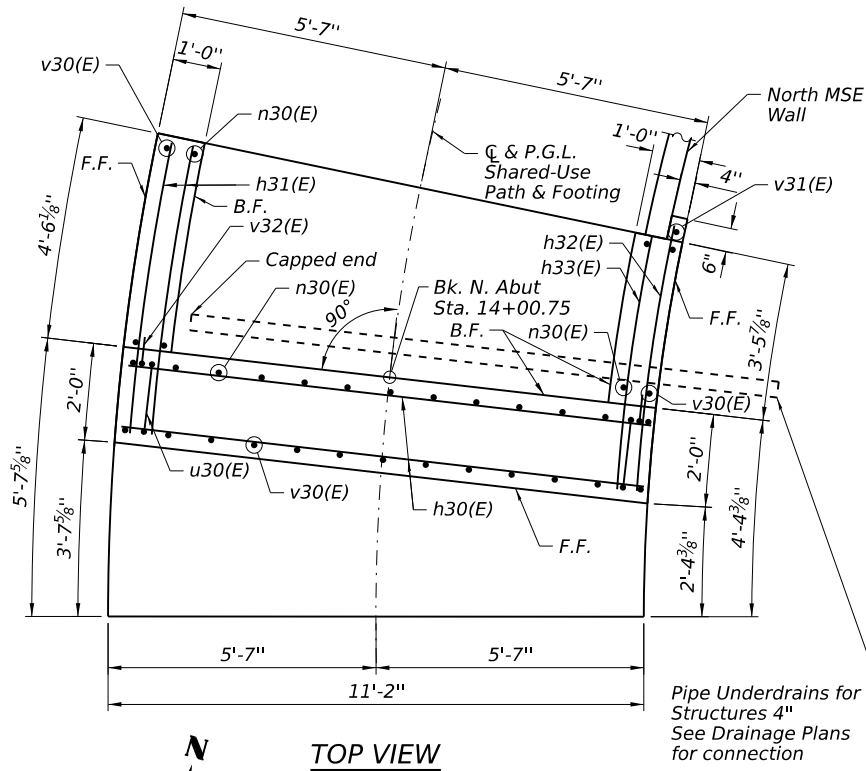 5'-7"
1'-0"
5'-7"
v30(E)
n30(E)
North MSE
Wall
1'-0"
℄ & P.G.L.
Shared-Use
Path & Footing
4"
F.F.
h31(E)
v31(E)
B.F.
4'-6⅛"
v32(E)
h32(E)
h33(E)
6"
Capped end
n30(E)
Bk. N. Abut
Sta. 14+00.75
90°
B.F.
n30(E)
F.F.
3'-5⅞"
v30(E)
2'-0"
5'-7⅝"
3'-7⅝"
u30(E)
v30(E)
h30(E)
F.F.
2'-0"
4'-4⅜"
2'-4⅜"
5'-7"
5'-7"
11'-2"
Pipe Underdrains for
Structures 4"
See Drainage Plans
for connection
N
TOP VIEW